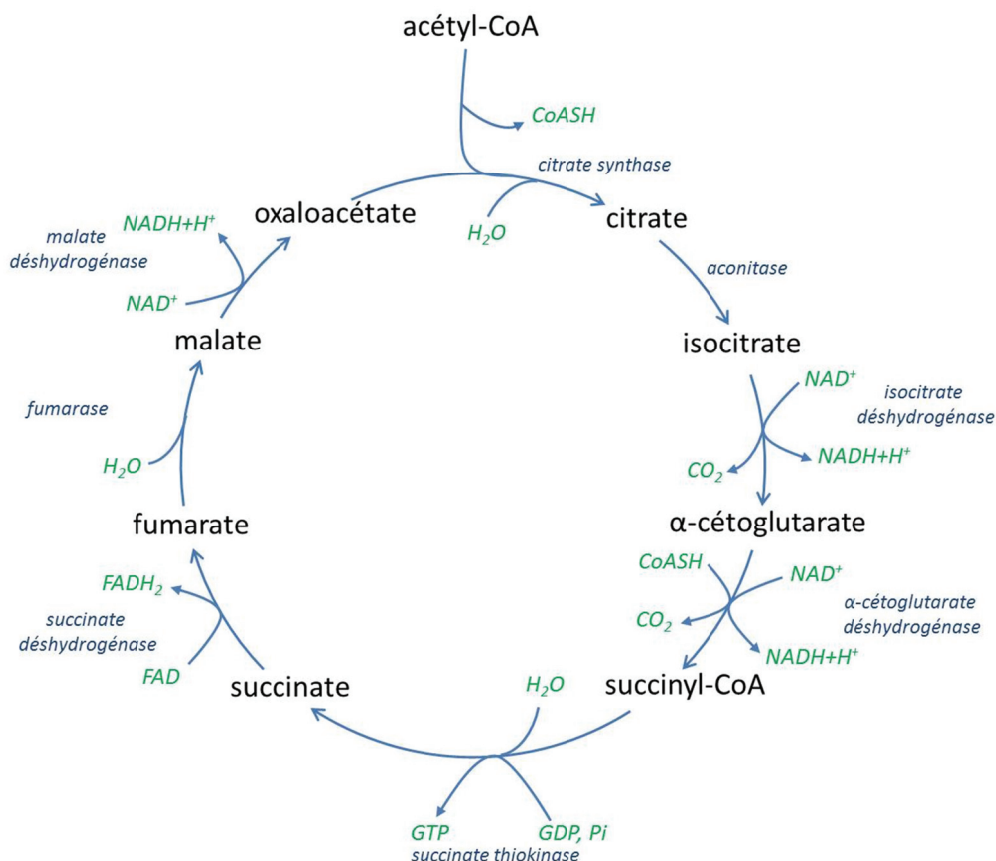 acétyl-CoA
CoASH
citrate synthase
oxaloacétate
H₂O
citrate
NADH+H⁺
malate
déshydrogénase
NAD⁺
aconitase
malate
isocitrate
NAD⁺
isocitrate
déshydrogénase
fumarase
H₂O
CO₂
NADH+H⁺
fumarate
α-cétoglutarate
CoASH
NAD⁺
FADH₂
CO₂
α-cétoglutarate
déshydrogénase
succinate
déshydrogénase
NADH+H⁺
FAD
succinate
H₂O
succinyl-CoA
GTP
GDP, Pi
succinate thiokinase